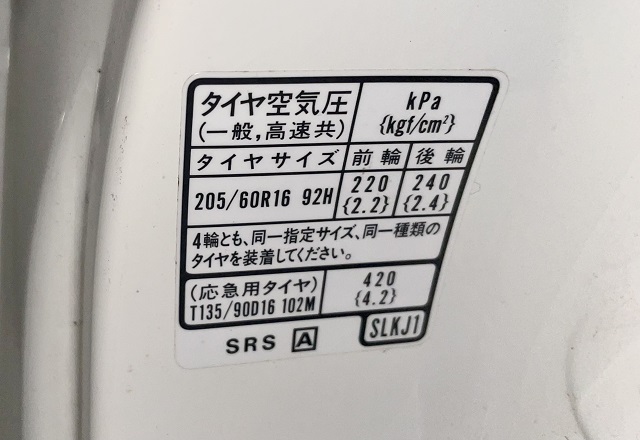 タイヤ空気圧 kPa
(一般,高速共) {kgf/cm²}
タイヤサイズ 前輪 後輪
205/60R16 92H 220 240
{2.2} {2.4}
4輪とも、同一指定サイズ、同一種類の
タイヤを装着してください。
(応急用タイヤ) 420
T135/90D16 102M {4.2}
SRS A SLKJ1